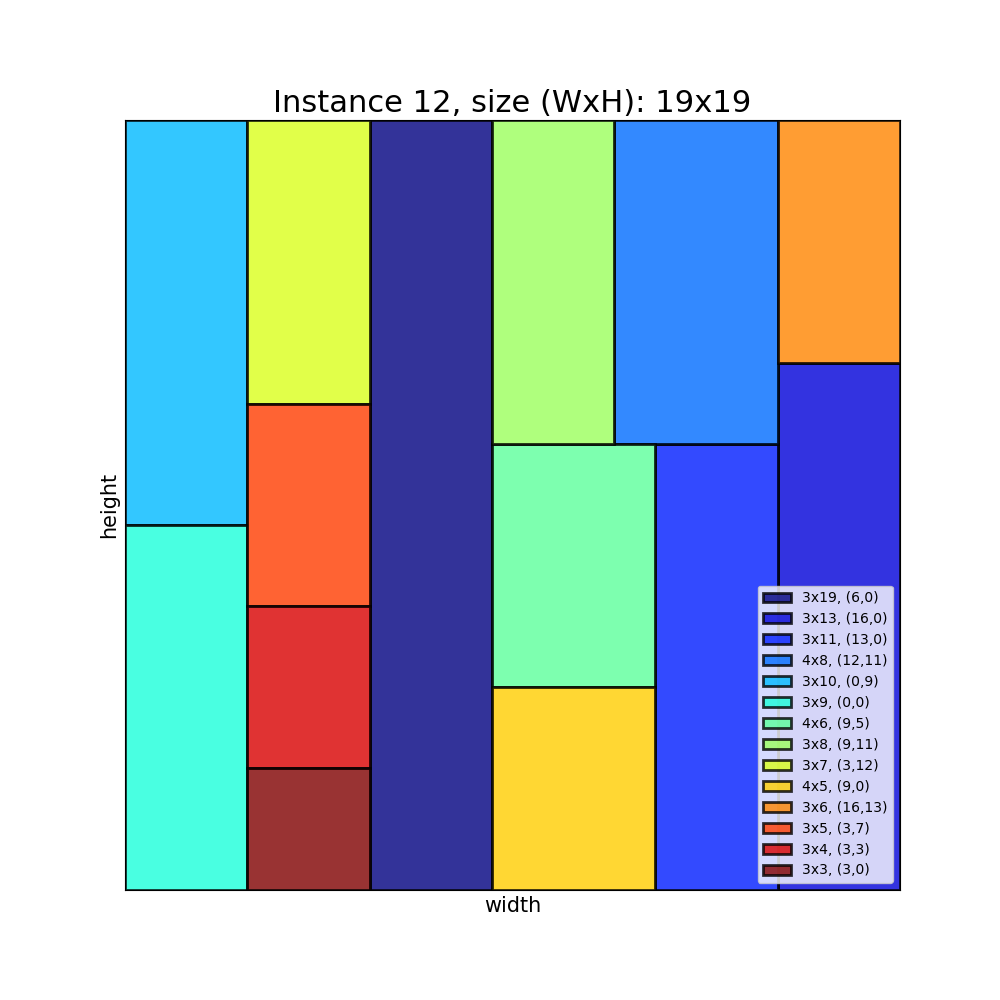 Instance 12, size (WxH): 19x19
height
3x19, (6,0)
3x13, (16,0)
3x11, (13,0)
4x8, (12,11)
3x10, (0,9)
3x9, (0,0)
4x6, (9,5)
3x8, (9,11)
3x7, (3,12)
4x5, (9,0)
3x6, (16,13)
3x5, (3,7)
3x4, (3,3)
3x3, (3,0)
width